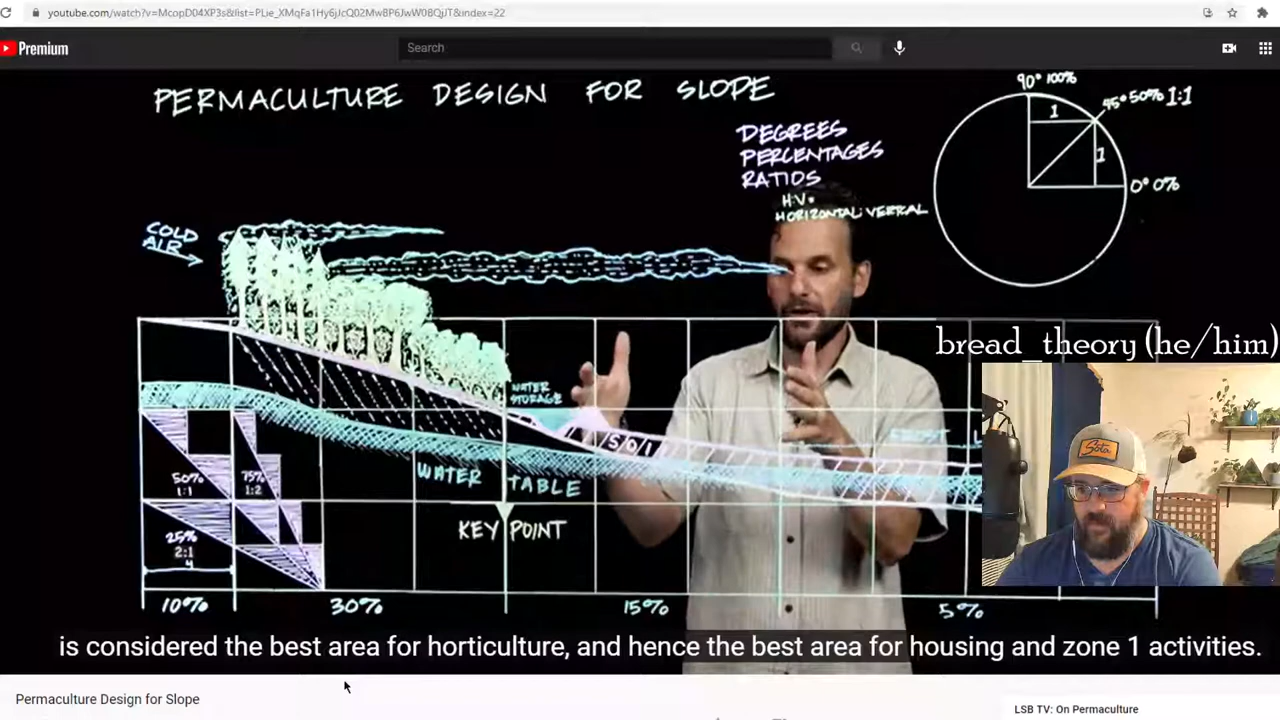 youtube.com/watch?v=McopD04XP3s&list=PLie_XMqFa1Hy6jJcQ02Mw8P6JwW08QjJT&index=22
Premium
Search
PERMACULTURE DESIGN FOR SLOPE
90° 100%
45° 50% 1:1
1
1
0° 0%
DEGREES
PERCENTAGES
RATIOS
H:V=
HORIZONTAL:VERTICAL
COLD
AIR
bread_theory (he/him)
WATER
STORAGE
SOIL
WATER TABLE
50%
1:1
75%
1:2
KEY POINT
25%
2:1
4
10%
30%
15%
5%
is considered the best area for horticulture, and hence the best area for housing and zone 1 activities.
Permaculture Design for Slope
LSB TV: On Permaculture